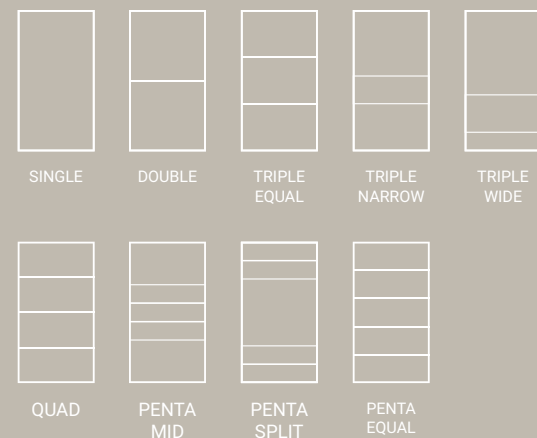 SINGLE
DOUBLE
TRIPLE
EQUAL
TRIPLE
NARROW
TRIPLE
WIDE
QUAD
PENTA
MID
PENTA
SPLIT
PENTA
EQUAL